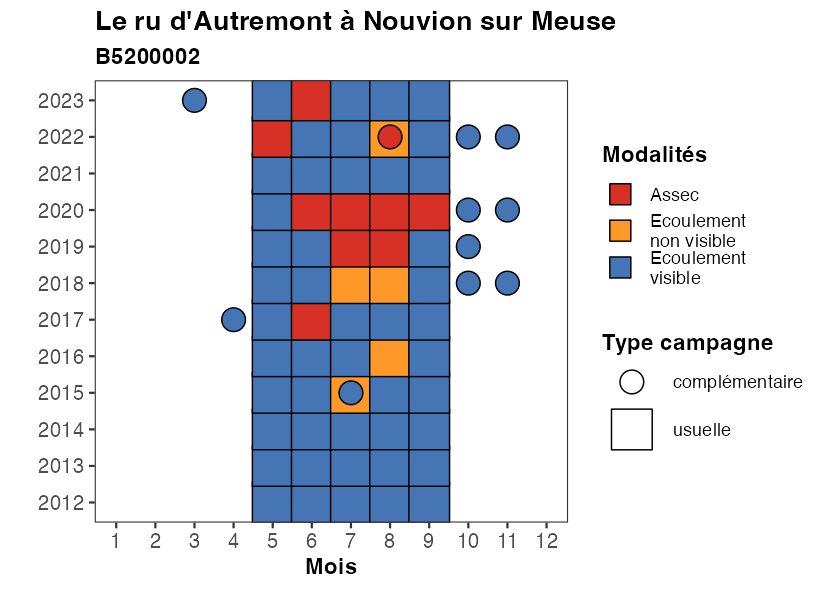 Le ru d'Autremont à Nouvion sur Meuse
B5200002
2023
2022
2021
2020
2019
2018
2017
2016
2015
2014
2013
2012
1 2 3 4 5 6 7 8 9 10 11 12
Mois
Modalités
Assec
Ecoulement
non visible
Ecoulement
visible
Type campagne
complémentaire
usuelle